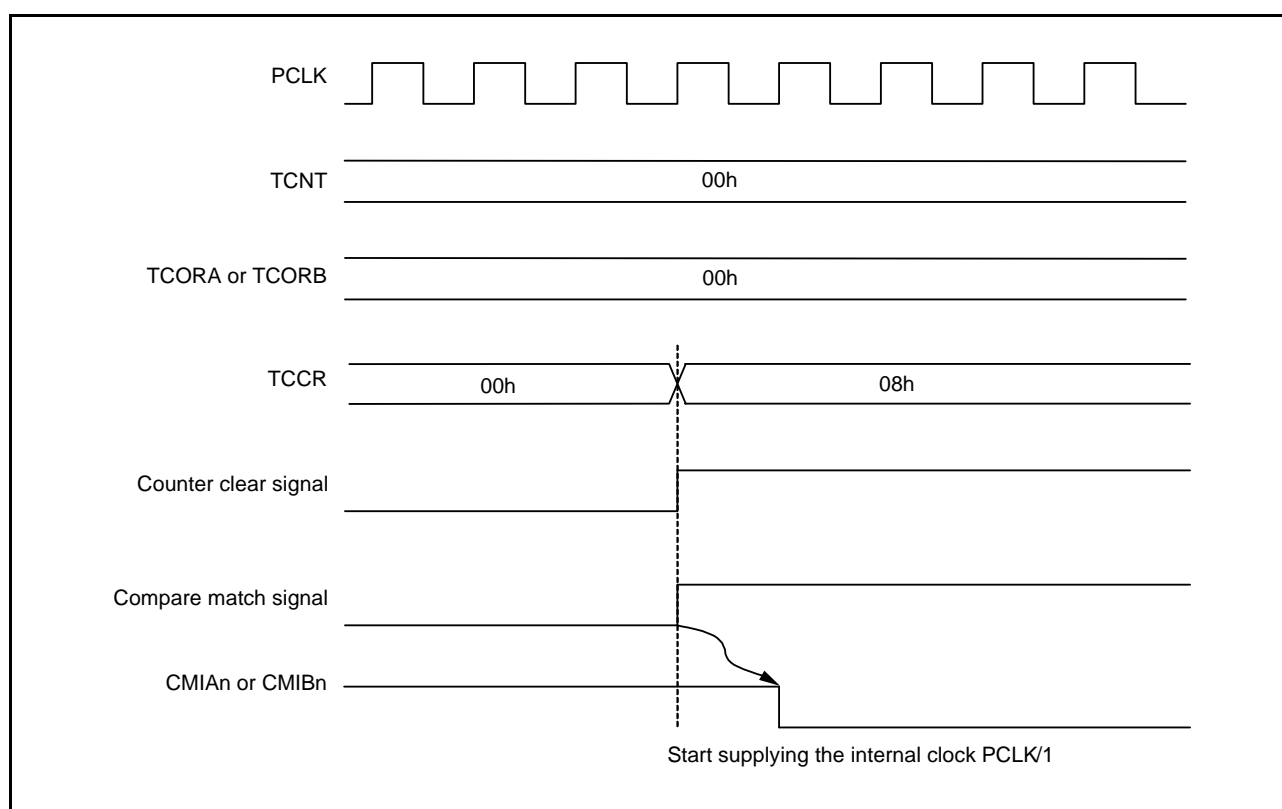 PCLK
TCNT
00h
TCORA or TCORB
00h
TCCR
00h
08h
Counter clear signal
Compare match signal
CMIAn or CMIBn
Start supplying the internal clock PCLK/1